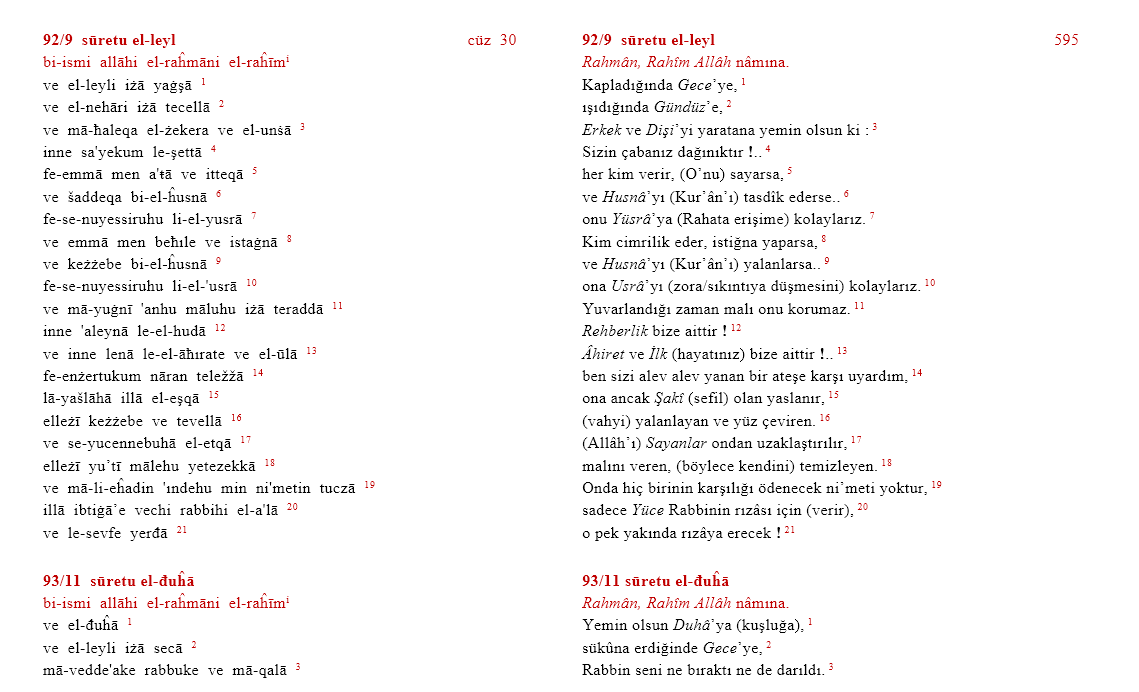 92/9 sūretu el-leyl cüz 30
bi-ismi allāhi el-raĥmāni el-raĥīmⁱ
ve el-leyli iżā yaġşā 1
ve el-nehāri iżā tecellā 2
ve mā-ħaleqa el-żekera ve el-unśā 3
inne sa'yekum le-şettā 4
fe-emmā men a'ŧā ve itteqā 5
ve šaddeqa bi-el-ĥusnā 6
fe-se-nuyessiruhu li-el-yusrā 7
ve emmā men beħıle ve istaġnā 8
ve keżżebe bi-el-ĥusnā 9
fe-se-nuyessiruhu li-el-'usrā 10
ve mā-yuġnī 'anhu māluhu iżā teraddā 11
inne 'aleynā le-el-hudā 12
ve inne lenā le-el-āħırate ve el-ūlā 13
fe-enżertukum nāran teležžā 14
lā-yašlāhā illā el-eşqā 15
elleżī keżżebe ve tevellā 16
ve se-yucennebuhā el-etqā 17
elleżī yu’tī mālehu yetezekkā 18
ve mā-li-eĥadin 'ındehu min ni'metin tuczā 19
illā ibtiġā’e vechi rabbihi el-a'lā 20
ve le-sevfe yerđā 21
93/11 sūretu el-đuĥā
bi-ismi allāhi el-raĥmāni el-raĥīmⁱ
ve el-đuĥā 1
ve el-leyli iżā secā 2
mā-vedde'ake rabbuke ve mā-qalā 3
92/9 sūretu el-leyl 595
Rahmân, Rahîm Allâh nâmına.
Kapladığında Gece’ye, 1
ışıdığında Gündüz’e, 2
Erkek ve Dişi’yi yaratana yemin olsun ki : 3
Sizin çabanız dağınıktır !.. 4
her kim verir, (O’nu) sayarsa, 5
ve Husnâ’yı (Kur’ân’ı) tasdîk ederse.. 6
onu Yüsrâ’ya (Rahata erişime) kolaylarız. 7
Kim cimrilik eder, istiğna yaparsa, 8
ve Husnâ’yı (Kur’ân’ı) yalanlarsa.. 9
ona Usrâ’yı (zora/sıkıntıya düşmesini) kolaylarız. 10
Yuvarlandığı zaman malı onu korumaz. 11
Rehberlik bize aittir ! 12
Âhiret ve İlk (hayatınız) bize aittir !.. 13
ben sizi alev alev yanan bir ateşe karşı uyardım, 14
ona ancak Şakî (sefil) olan yaslanır, 15
(vahyi) yalanlayan ve yüz çeviren. 16
(Allâh’ı) Sayanlar ondan uzaklaştırılır, 17
malını veren, (böylece kendini) temizleyen. 18
Onda hiç birinin karşılığı ödenecek ni’meti yoktur, 19
sadece Yüce Rabbinin rızâsı için (verir), 20
o pek yakında rızâya erecek ! 21
93/11 sūretu el-đuĥā
Rahmân, Rahîm Allâh nâmına.
Yemin olsun Duhâ’ya (kuşluğa), 1
sükûna erdiğinde Gece’ye, 2
Rabbin seni ne bıraktı ne de darıldı. 3